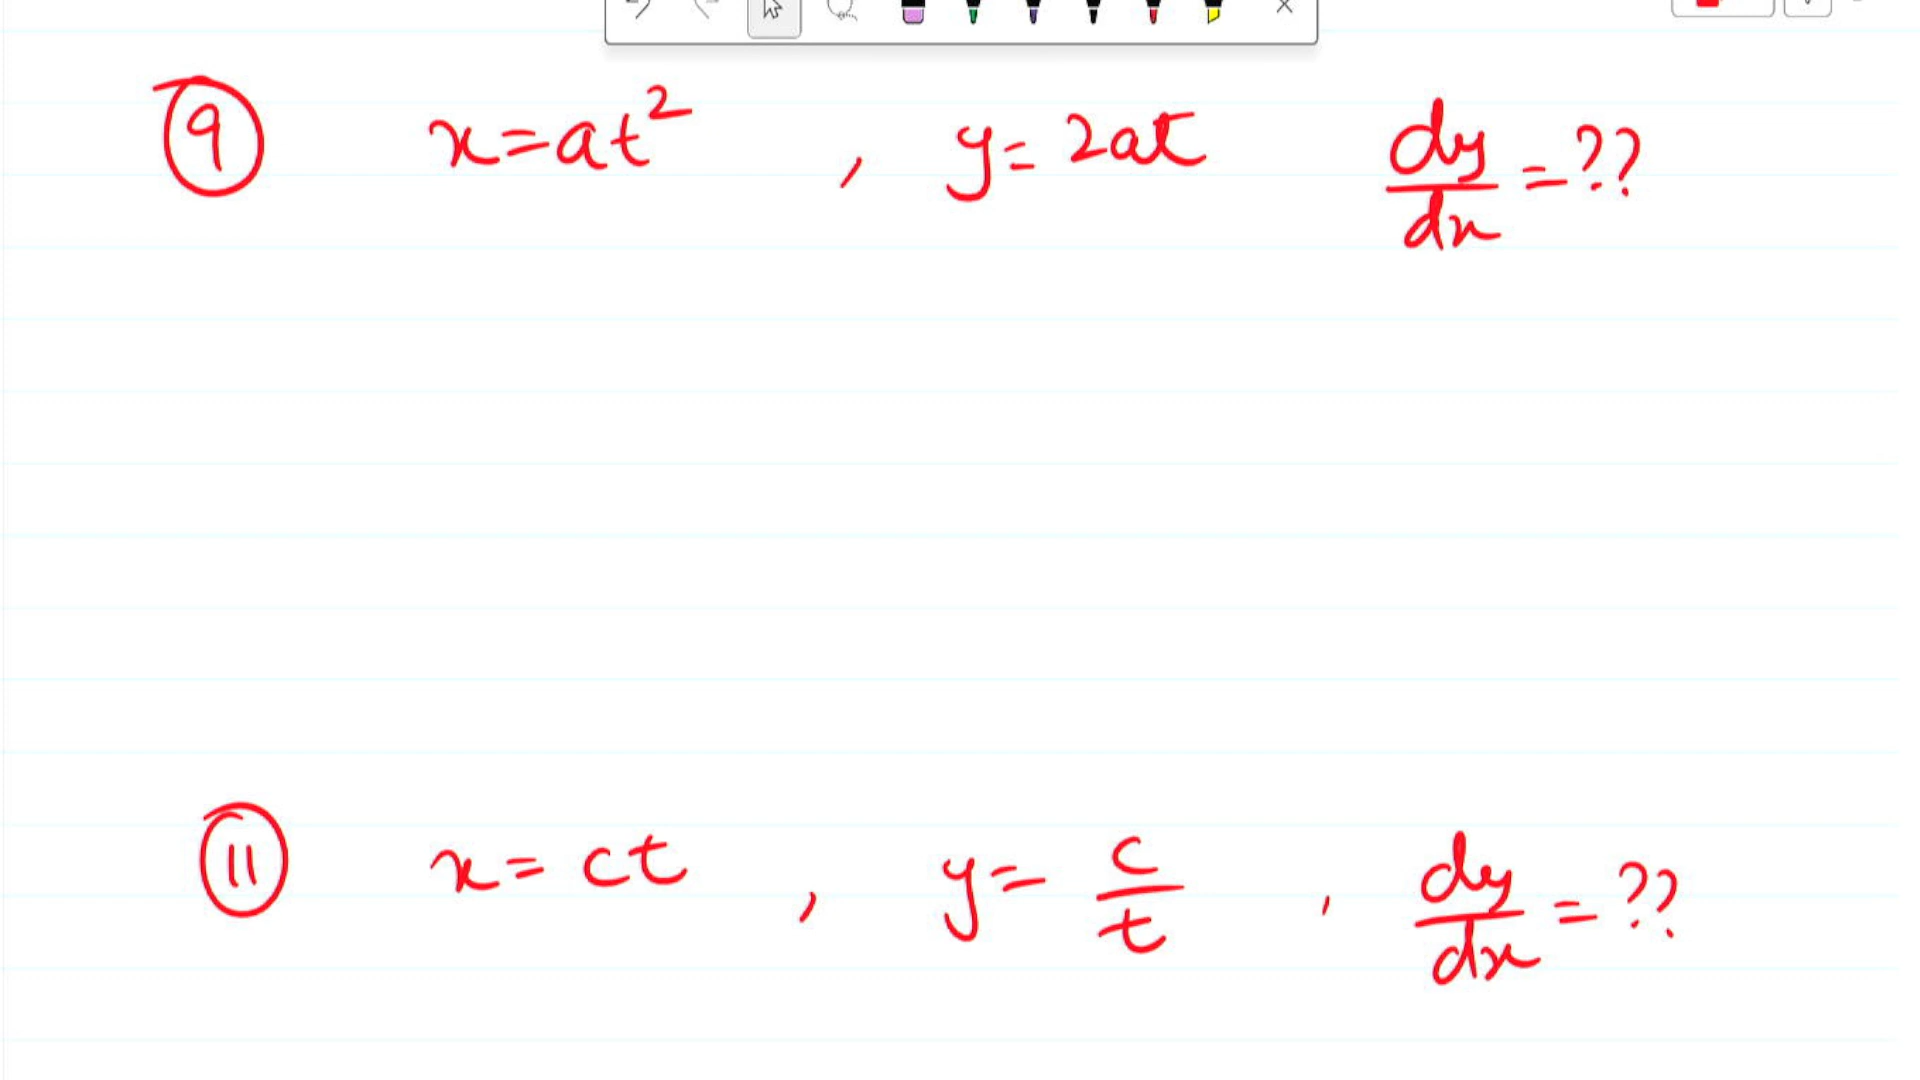 9 x=at² , y=2at dy/dx =??
11 x=ct , y=c/t , dy/dx =??